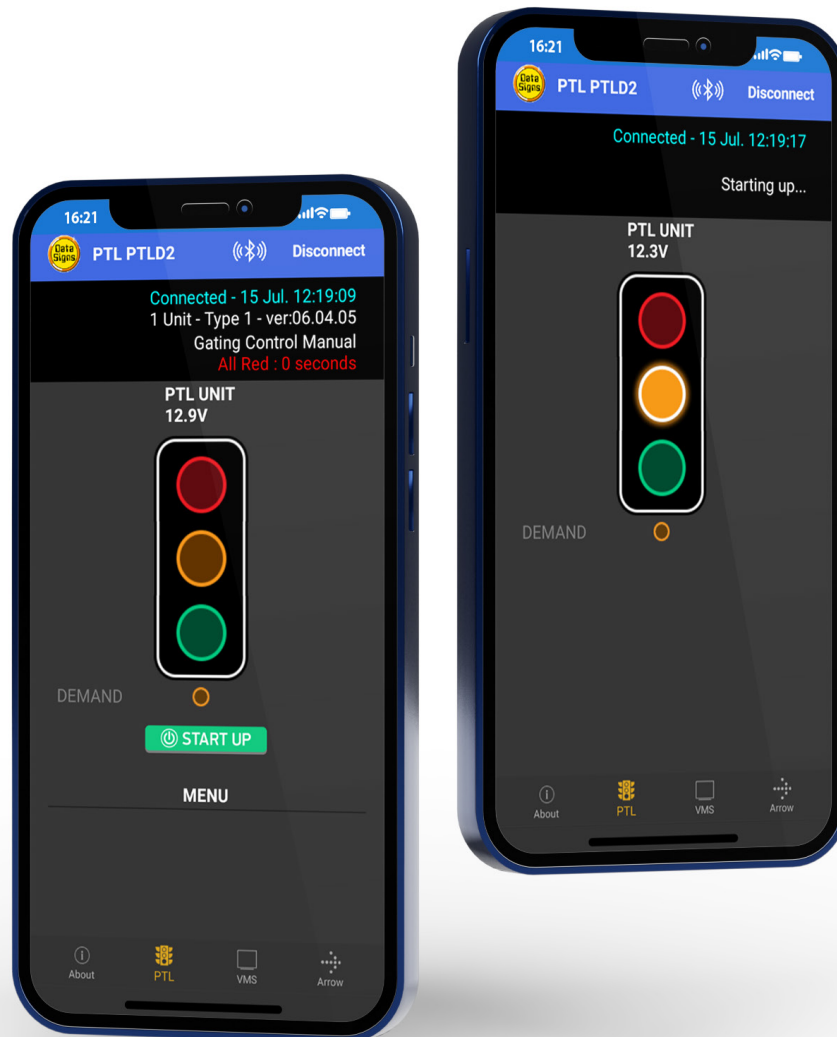 16:21
Data Signs
PTL PTLD2
Disconnect
Connected - 15 Jul. 12:19:09
1 Unit - Type 1 - ver:06.04.05
Gating Control Manual
All Red : 0 seconds
PTL UNIT
12.9V
DEMAND
START UP
MENU
About
PTL
VMS
Arrow
16:21
Data Signs
PTL PTLD2
Disconnect
Connected - 15 Jul. 12:19:17
Starting up...
PTL UNIT
12.3V
DEMAND
About
PTL
VMS
Arrow